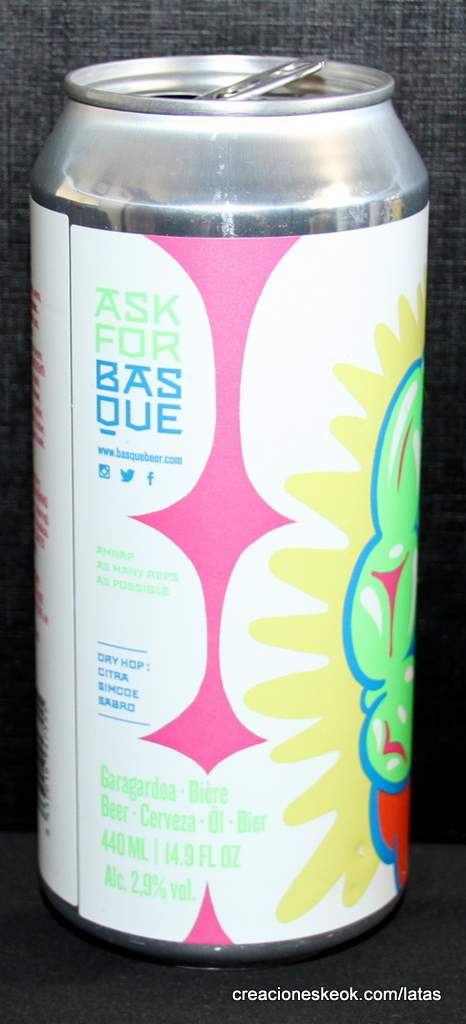 ASK
FOR
BAS
QUE
www.basquebeer.com
AMRAP
AS MANY REPS
AS POSSIBLE
DRY HOP:
CITRA
SIMCOE
SABRO
Garagardoa · Bière
Beer · Cerveza · Öl · Bier
440 ML | 14.9 FL OZ
Alc. 2,9% vol.
creacioneskeok.com/latas